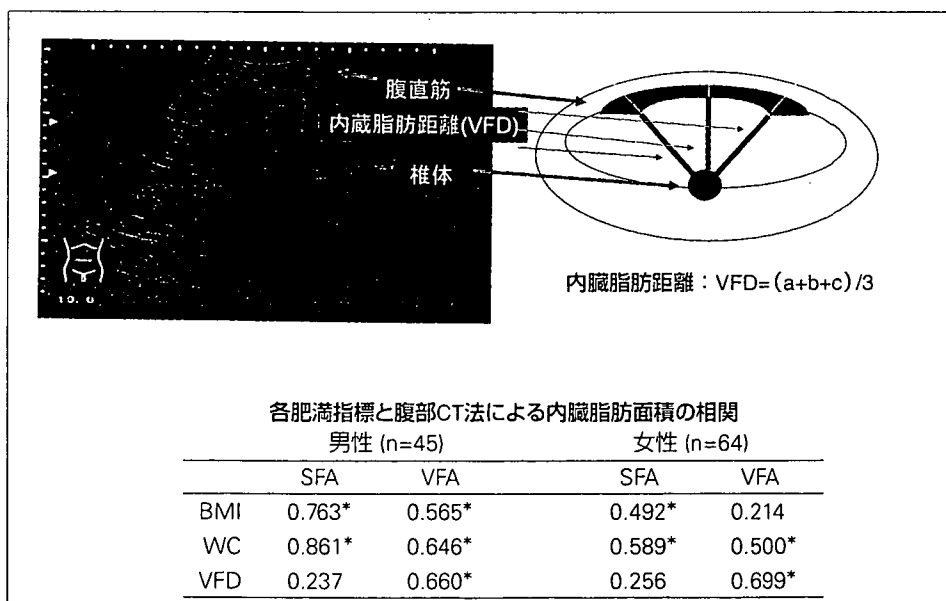 腹直筋
内蔵脂肪距離(VFD)
椎体
10. 0
内臓脂肪距離：VFD=(a+b+c)/3
各肥満指標と腹部CT法による内臓脂肪面積の相関
男性 (n=45) 女性 (n=64)
SFA VFA SFA VFA
BMI 0.763* 0.565* 0.492* 0.214
WC 0.861* 0.646* 0.589* 0.500*
VFD 0.237 0.660* 0.256 0.699*